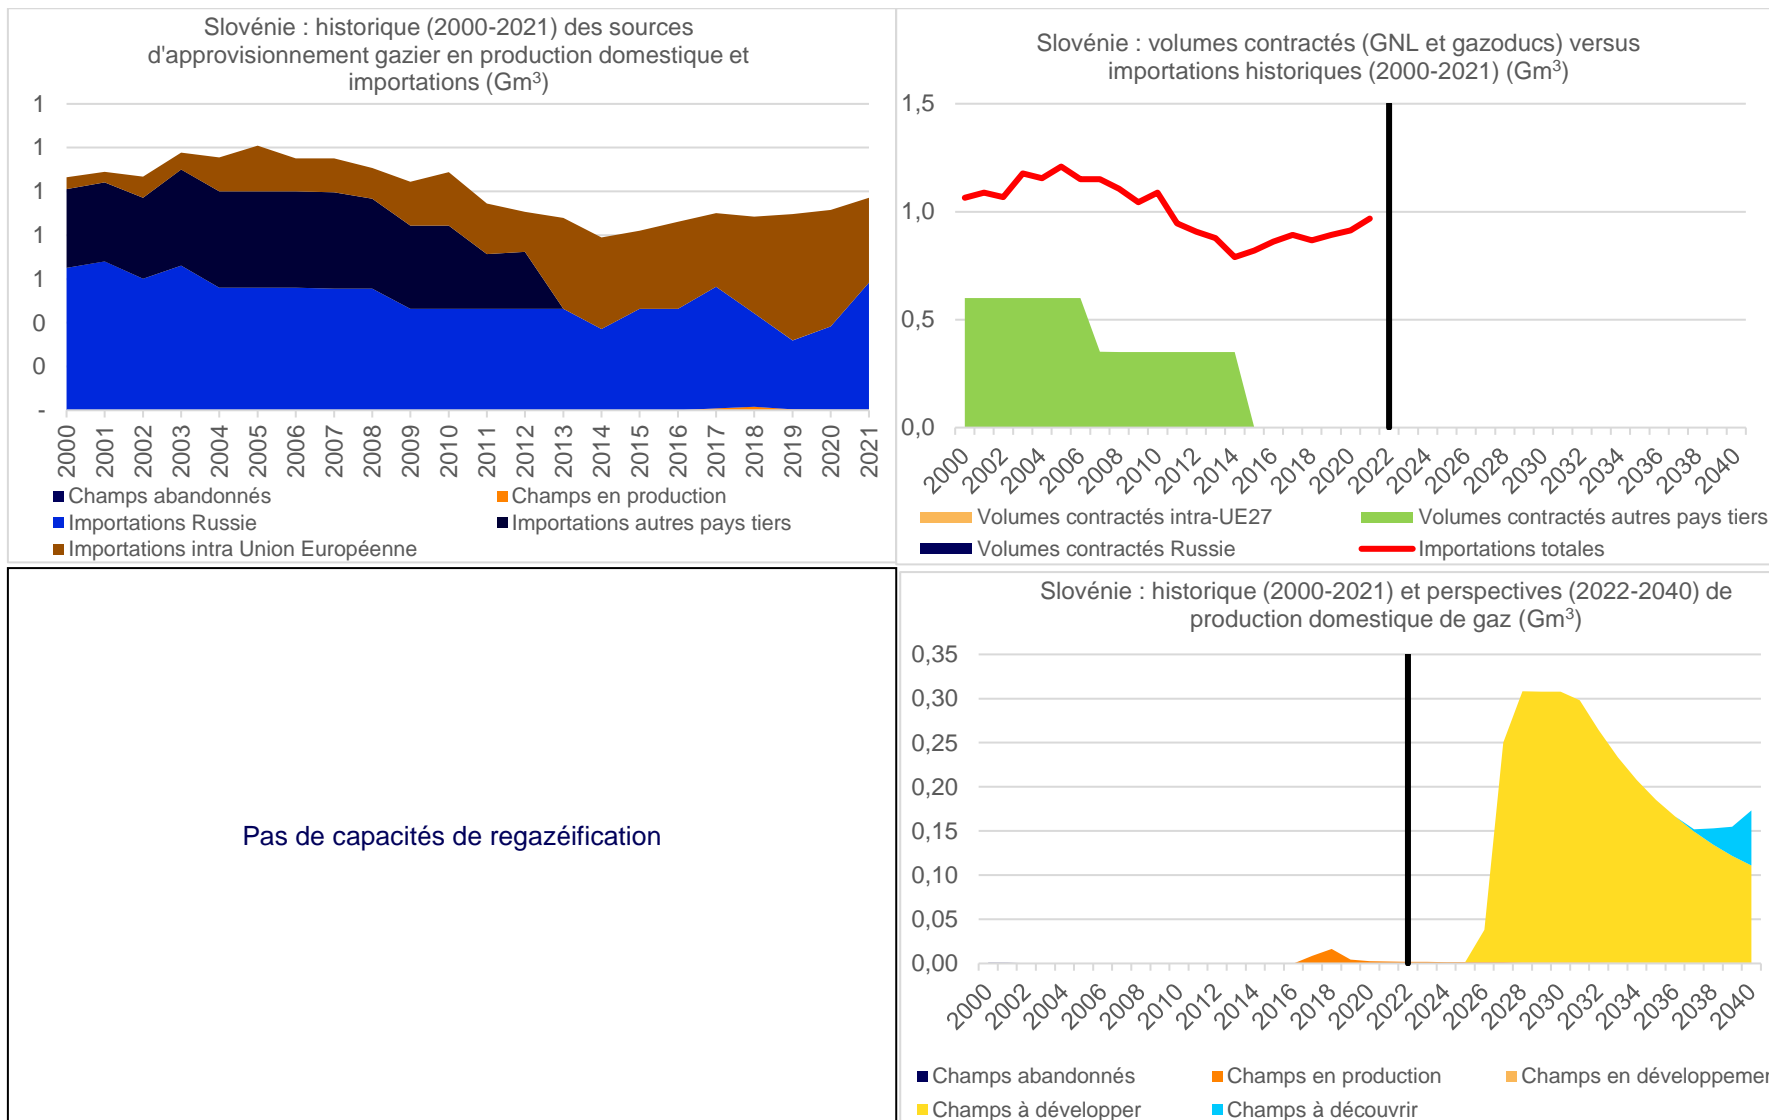 Slovénie : historique (2000-2021) des sources
d'approvisionnement gazier en production domestique et
importations (Gm³)
1
1
1
1
1
0
0
-
2000 2001 2002 2003 2004 2005 2006 2007 2008 2009 2010 2011 2012 2013 2014 2015 2016 2017 2018 2019 2020 2021
Champs abandonnés Champs en production
Importations Russie Importations autres pays tiers
Importations intra Union Européenne
Slovénie : volumes contractés (GNL et gazoducs) versus
importations historiques (2000-2021) (Gm³)
1,5
1,0
0,5
0,0
2000 2002 2004 2006 2008 2010 2012 2014 2016 2018 2020 2022 2024 2026 2028 2030 2032 2034 2036 2038 2040
Volumes contractés intra-UE27 Volumes contractés autres pays tiers
Volumes contractés Russie Importations totales
Pas de capacités de regazéification
Slovénie : historique (2000-2021) et perspectives (2022-2040) de
production domestique de gaz (Gm³)
0,35
0,30
0,25
0,20
0,15
0,10
0,05
0,00
2000 2002 2004 2006 2008 2010 2012 2014 2016 2018 2020 2022 2024 2026 2028 2030 2032 2034 2036 2038 2040
Champs abandonnés Champs en production Champs en développemen
Champs à développer Champs à découvrir